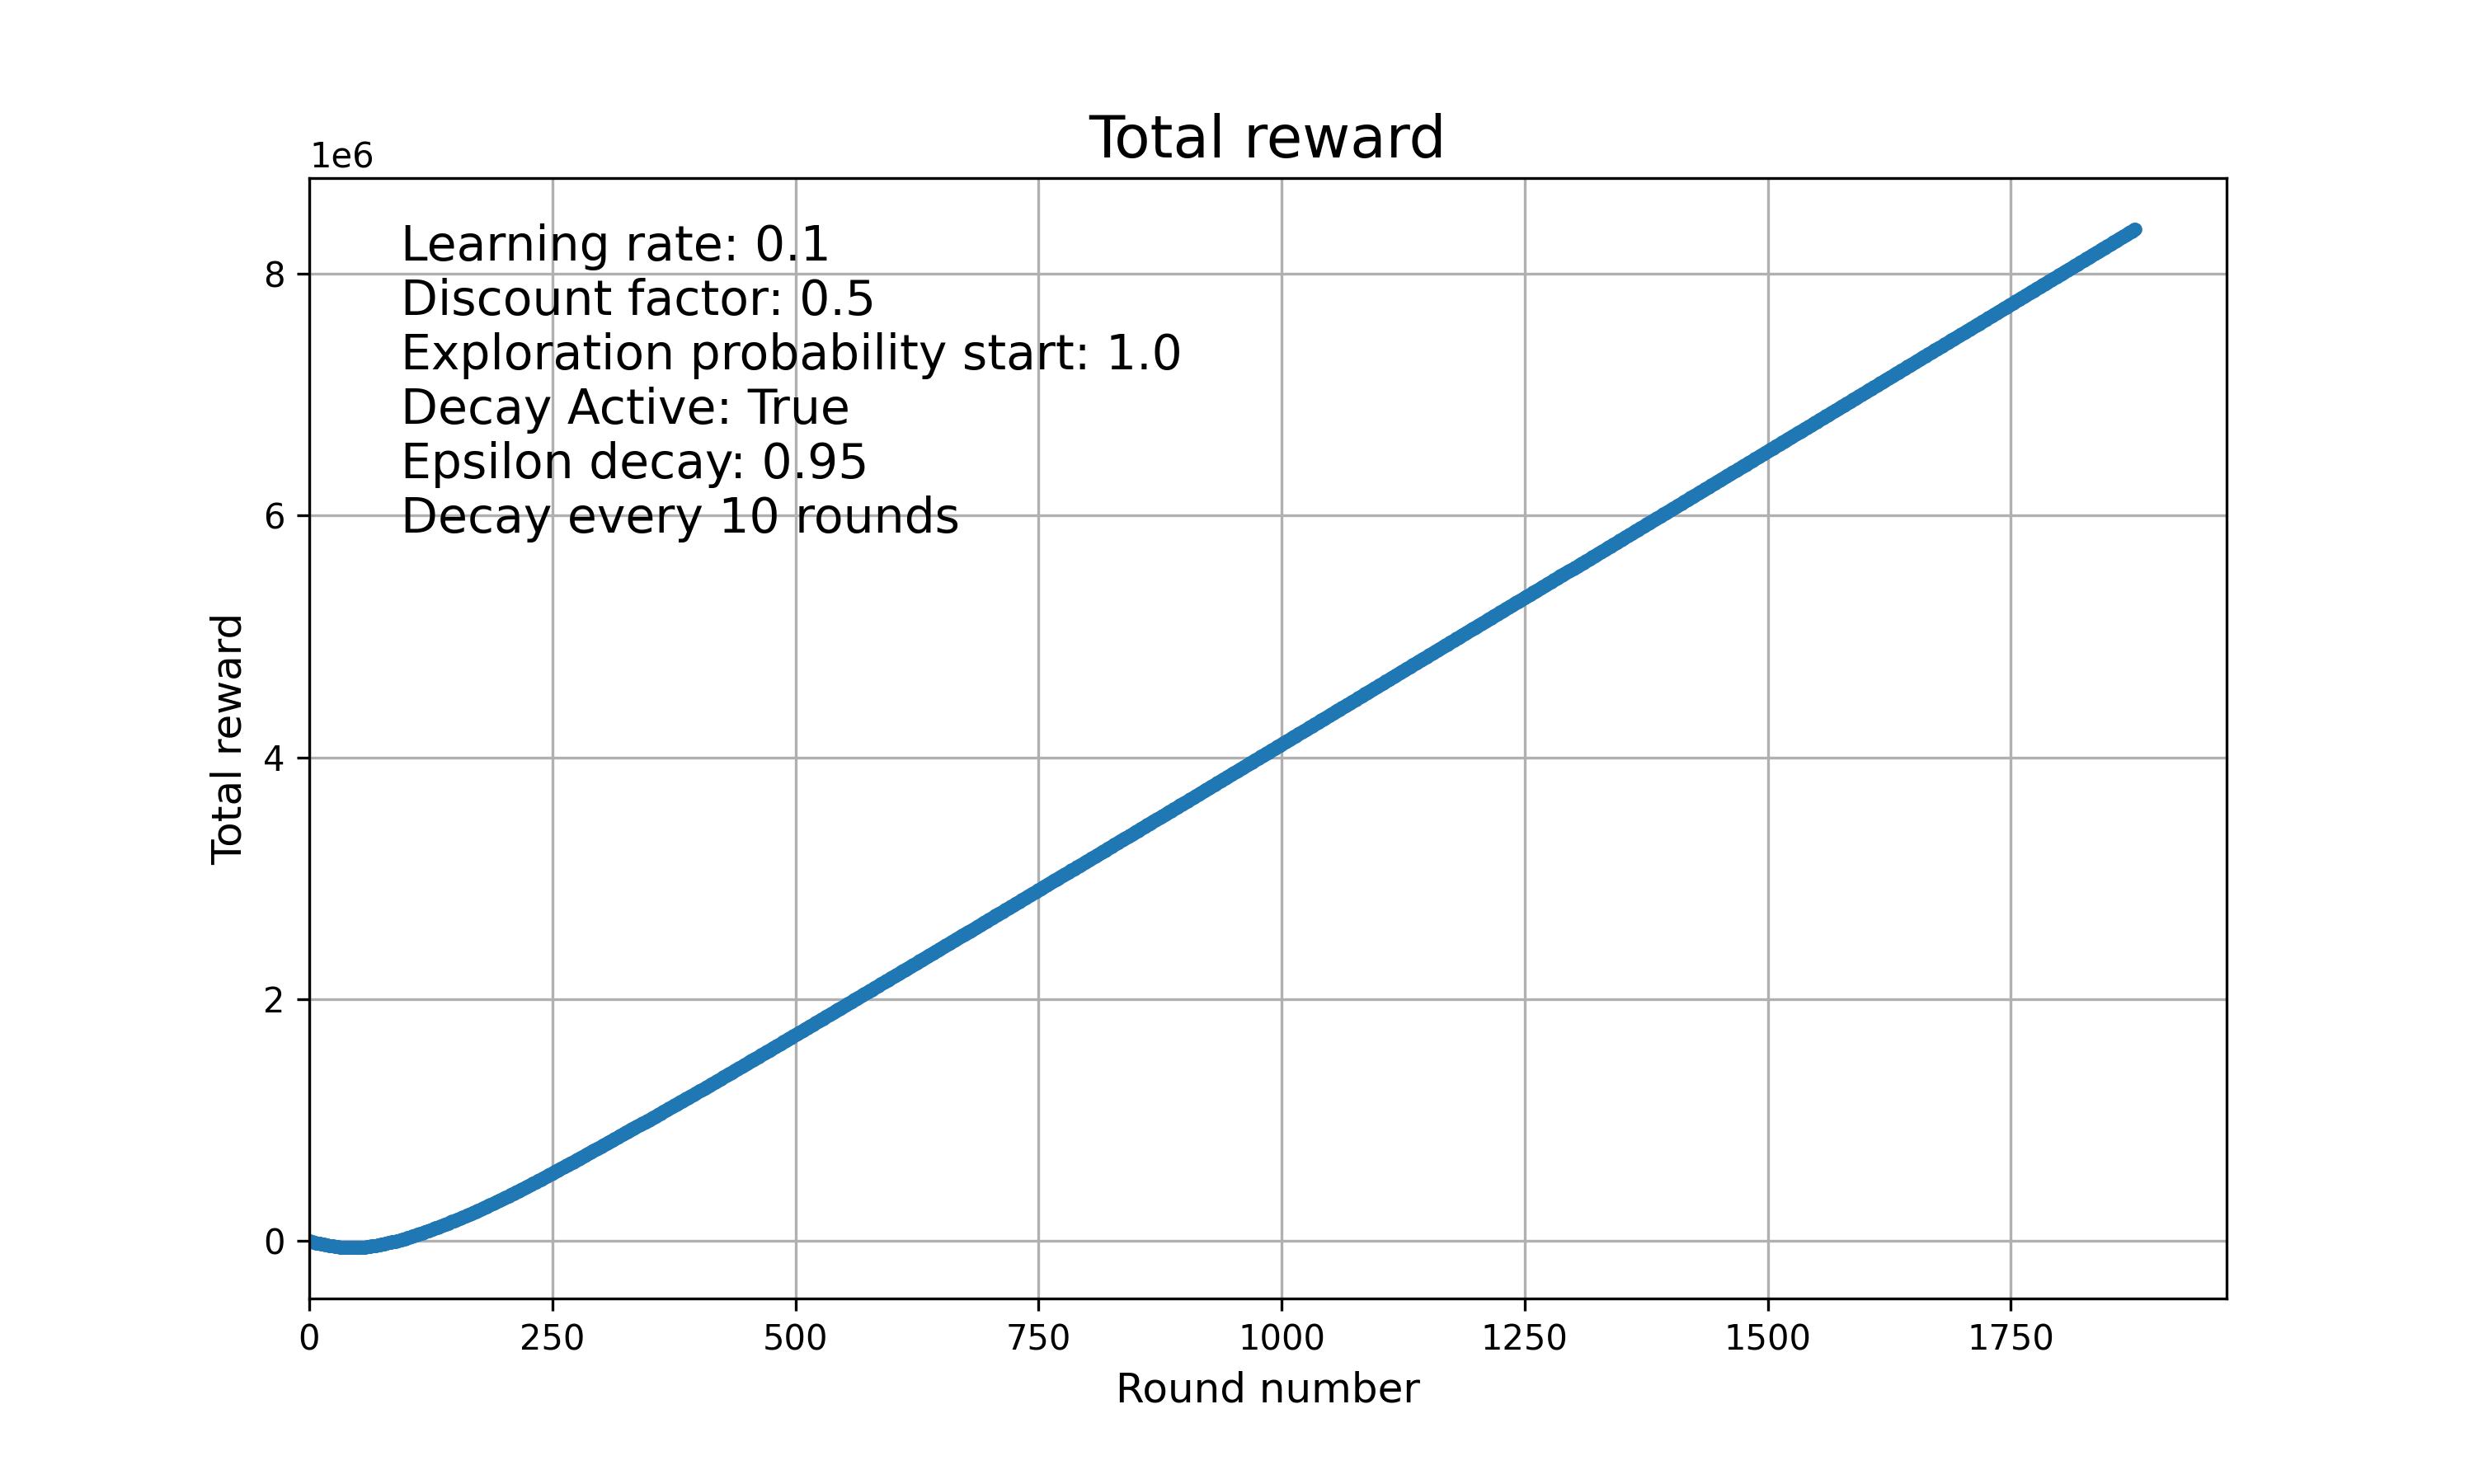 Total reward
1e6
Learning rate: 0.1
Discount factor: 0.5
Exploration probability start: 1.0
Decay Active: True
Epsilon decay: 0.95
Decay every 10 rounds
8
6
4
2
0
Total reward
0 250 500 750 1000 1250 1500 1750
Round number